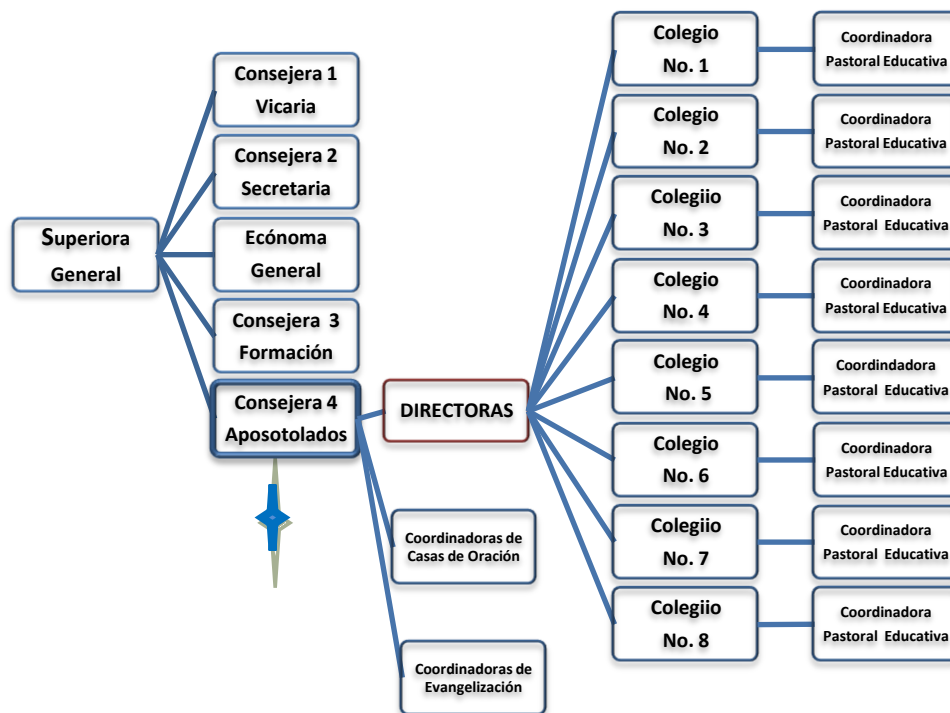 Superiora
General
Consejera 1
Vicaria
Consejera 2
Secretaria
Ecónoma
General
Consejera 3
Formación
Consejera 4
Aposotolados
DIRECTORAS
Coordinadoras de
Casas de Oración
Coordinadoras de
Evangelización
Colegio
No. 1
Coordinadora
Pastoral Educativa
Colegio
No. 2
Coordinadora
Pastoral Educativa
Colegiio
No. 3
Coordinadora
Pastoral Educativa
Colegio
No. 4
Coordinadora
Pastoral Educativa
Colegio
No. 5
Coordindadora
Pastoral Educativa
Colegio
No. 6
Coordinadora
Pastoral Educativa
Colegiio
No. 7
Coordinadora
Pastoral Educativa
Colegiio
No. 8
Coordinadora
Pastoral Educativa